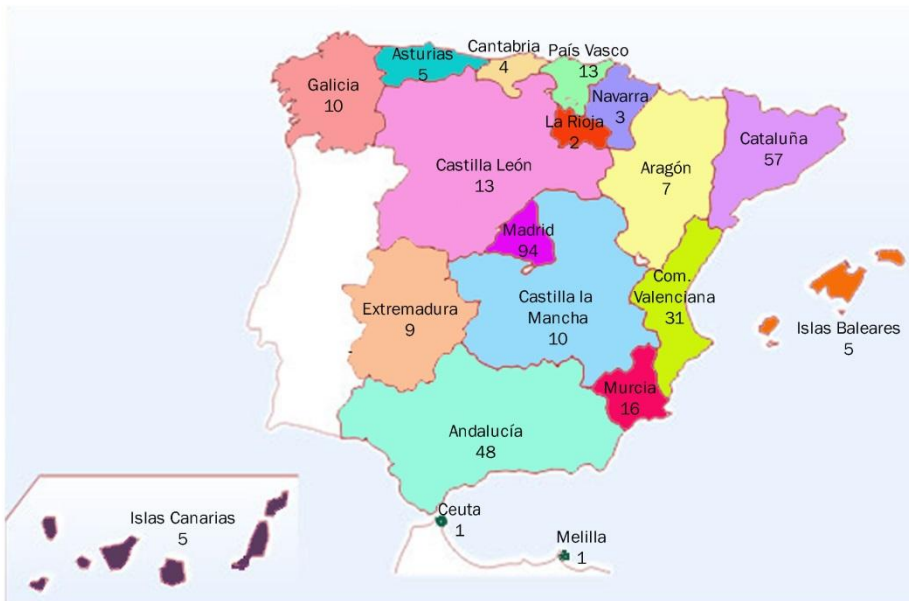 Cantabria
4
País Vasco
13
Asturias
5
Galicia
10
Navarra
3
La Rioja
2
Cataluña
57
Castilla León
13
Aragón
7
Madrid
94
Com.
Valenciana
31
Extremadura
9
Castilla la
Mancha
10
Islas Baleares
5
Murcia
16
Andalucía
48
Islas Canarias
5
Ceuta
1
Melilla
1